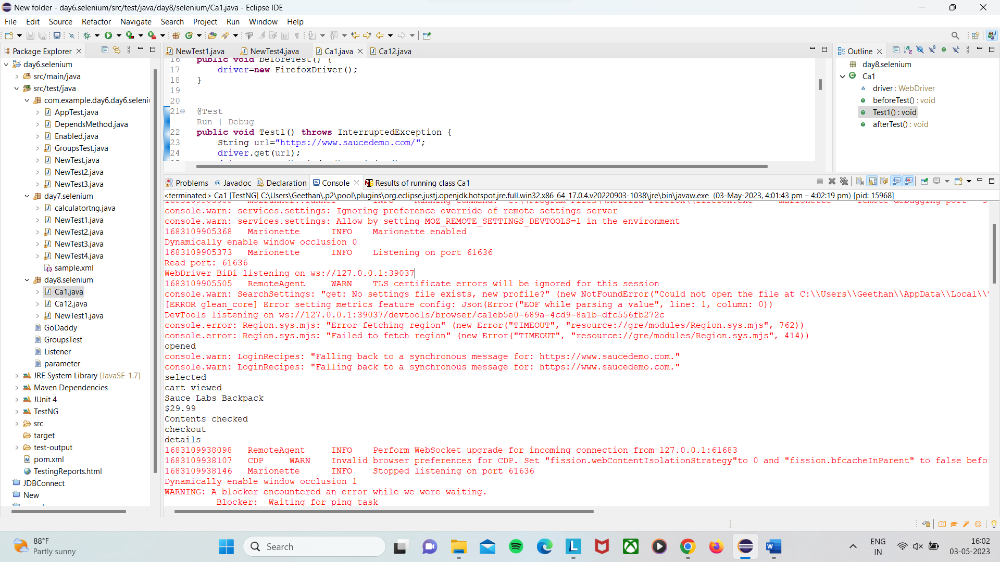 New folder - day6.selenium/src/test/java/day8/selenium/Ca1.java - Eclipse IDE
File Edit Source Refactor Navigate Search Project Run Window Help
Package Explorer
day6.selenium
src/main/java
src/test/java
com.example.day6.day6.seleni
AppTest.java
DependsMethod.java
Enabled.java
GroupsTest.java
NewTest.java
NewTest2.java
NewTest3.java
day7.selenium
calculatortng.java
NewTest1.java
NewTest2.java
NewTest3.java
NewTest4.java
sample.xml
day8.selenium
Ca1.java
Ca12.java
NewTest1.java
GoDaddy
GroupsTest
Listener
parameter
JRE System Library [JavaSE-1.7]
Maven Dependencies
JUnit 4
TestNG
src
target
test-output
pom.xml
TestingReports.html
JDBConnect
New
NewTest1.java NewTest4.java Ca1.java Ca12.java
16 public void beforeTest() {
17 driver=new FirefoxDriver();
18 }
19
20
21 @Test
Run | Debug
22 public void Test1() throws InterruptedException {
23 String url="https://www.saucedemo.com/";
24 driver.get(url);
Outline
day8.selenium
Ca1
driver : WebDriver
beforeTest() : void
Test1() : void
afterTest() : void
Problems @ Javadoc Declaration Console Results of running class Ca1
<terminated> Ca1 [TestNG] C:\Users\Geethan\.p2\pool\plugins\org.eclipse.justj.openjdk.hotspot.jre.full.win32.x86_64_17.0.4.v20220903-1038\jre\bin\javaw.exe (03-May-2023, 4:01:43 pm – 4:02:19 pm) [pid: 15968]
console.warn: services.settings: Ignoring preference override of remote settings server
console.warn: services.settings: Allow by setting MOZ_REMOTE_SETTINGS_DEVTOOLS=1 in the environment
1683109905368 Marionette INFO Marionette enabled
Dynamically enable window occlusion 0
1683109905373 Marionette INFO Listening on port 61636
Read port: 61636
WebDriver BiDi listening on ws://127.0.0.1:39037
1683109905505 RemoteAgent WARN TLS certificate errors will be ignored for this session
console.warn: SearchSettings: "get: No settings file exists, new profile?" (new NotFoundError("Could not open the file at C:\\Users\\Geethan\\AppData\\Local\\
[ERROR glean_core] Error setting metrics feature config: Json(Error("EOF while parsing a value", line: 1, column: 0))
DevTools listening on ws://127.0.0.1:39037/devtools/browser/ca1eb5e0-689a-4cd9-8a1b-dfc556fb272c
console.error: Region.sys.mjs: "Error fetching region" (new Error("TIMEOUT", "resource://gre/modules/Region.sys.mjs", 762))
console.error: Region.sys.mjs: "Failed to fetch region" (new Error("TIMEOUT", "resource://gre/modules/Region.sys.mjs", 414))
opened
console.warn: LoginRecipes: "Falling back to a synchronous message for: https://www.saucedemo.com."
console.warn: LoginRecipes: "Falling back to a synchronous message for: https://www.saucedemo.com."
selected
cart viewed
Sauce Labs Backpack
$29.99
Contents checked
checkout
details
1683109938098 RemoteAgent INFO Perform WebSocket upgrade for incoming connection from 127.0.0.1:61683
1683109938107 CDP WARN Invalid browser preferences for CDP. Set "fission.webContentIsolationStrategy"to 0 and "fission.bfcacheInParent" to false befo
1683109938146 Marionette INFO Stopped listening on port 61636
Dynamically enable window occlusion 1
WARNING: A blocker encountered an error while we were waiting.
Blocker: Waiting for ping task
88°F
Partly sunny
Search
ENG
IN
16:02
03-05-2023